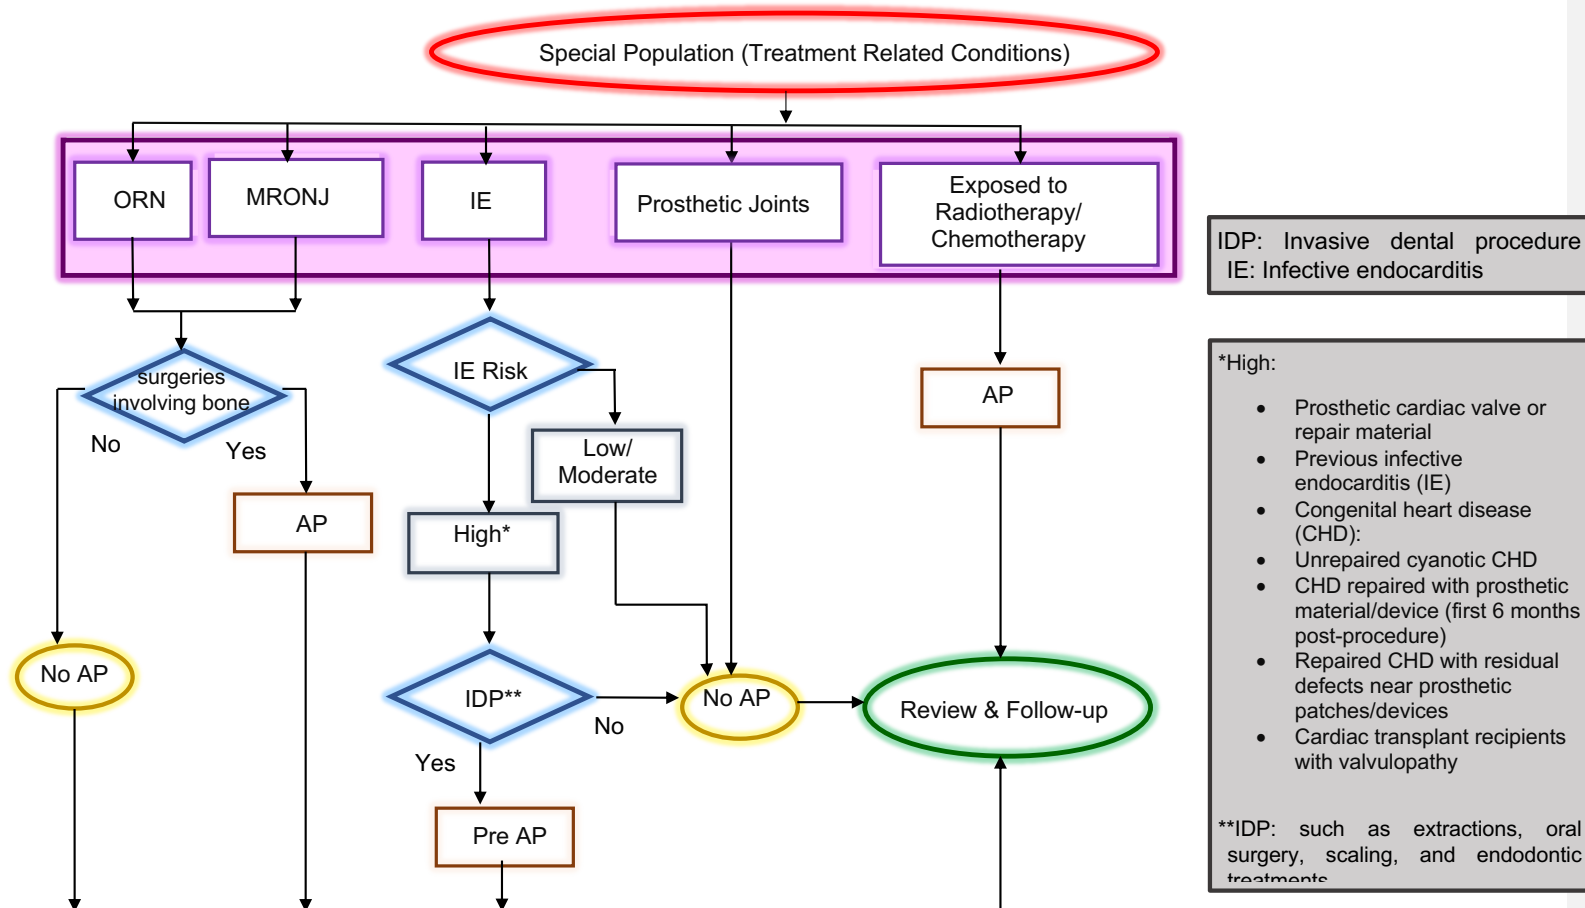 Special Population (Treatment Related Conditions)
ORN
MRONJ
IE
Prosthetic Joints
Exposed to
Radiotherapy/
Chemotherapy
IDP: Invasive dental procedure
IE: Infective endocarditis
surgeries
involving bone
No
Yes
AP
No AP
IE Risk
Low/
Moderate
High*
IDP**
No
Yes
Pre AP
No AP
AP
Review & Follow-up
*High:
• Prosthetic cardiac valve or
repair material
• Previous infective
endocarditis (IE)
• Congenital heart disease
(CHD):
• Unrepaired cyanotic CHD
• CHD repaired with prosthetic
material/device (first 6 months
post-procedure)
• Repaired CHD with residual
defects near prosthetic
patches/devices
• Cardiac transplant recipients
with valvulopathy
**IDP: such as extractions, oral
surgery, scaling, and endodontic
treatments